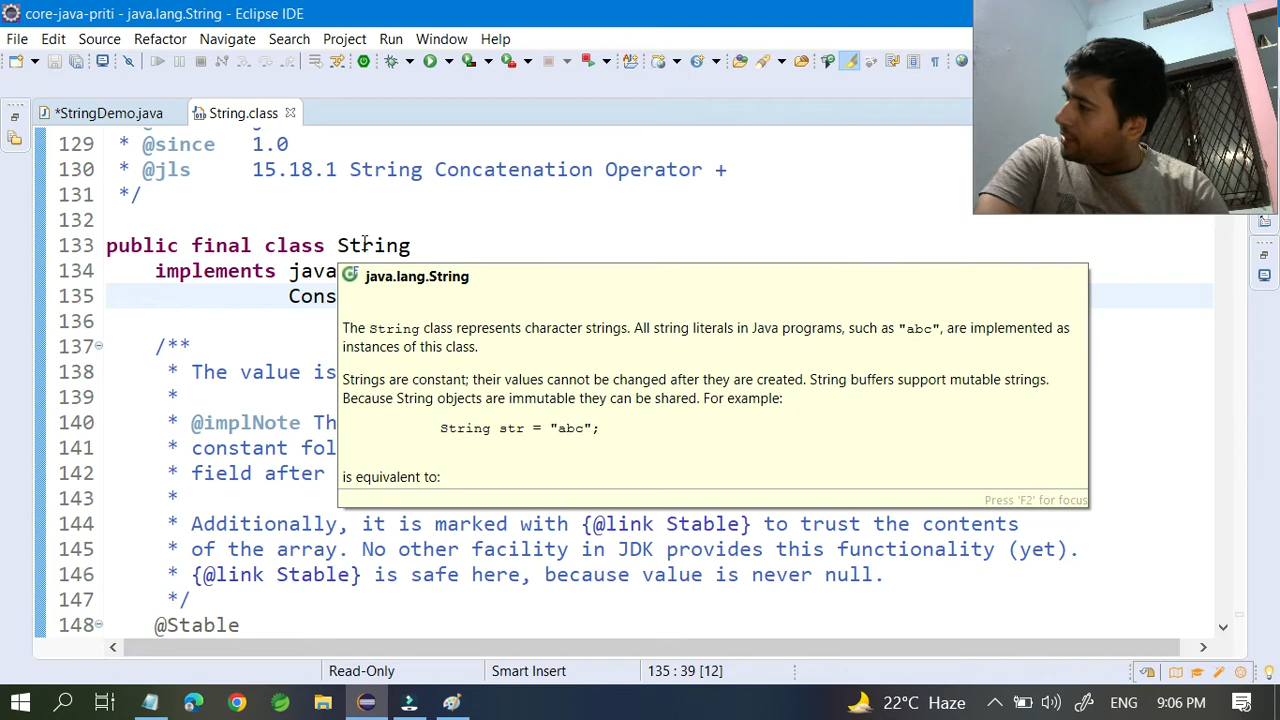 core-java-priti - java.lang.String - Eclipse IDE
File Edit Source Refactor Navigate Search Project Run Window Help
*StringDemo.java String.class
129 * @since 1.0
130 * @jls 15.18.1 String Concatenation Operator +
131 */
132
133 public final class String
134 implements java
135 Cons
136
137 /**
138 * The value is
139 *
140 * @implNote Th
141 * constant fol
142 * field after
143 *
144 * Additionally, it is marked with {@link Stable} to trust the contents
145 * of the array. No other facility in JDK provides this functionality (yet).
146 * {@link Stable} is safe here, because value is never null.
147 */
148 @Stable
java.lang.String
The String class represents character strings. All string literals in Java programs, such as "abc", are implemented as
instances of this class.
Strings are constant; their values cannot be changed after they are created. String buffers support mutable strings.
Because String objects are immutable they can be shared. For example:
String str = "abc";
is equivalent to:
Press 'F2' for focus
Read-Only Smart Insert 135 : 39 [12]
22°C Haze ENG 9:06 PM